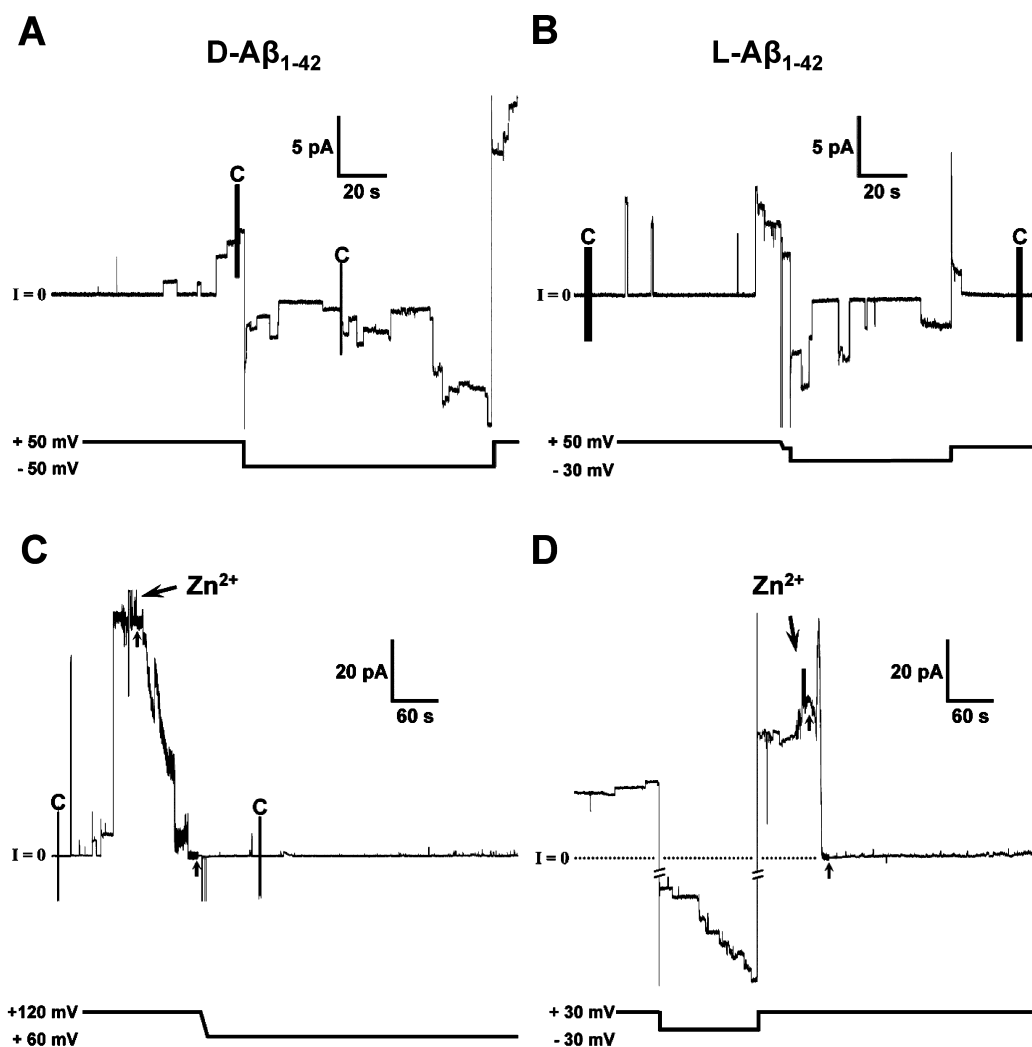 A
D-Aβ1-42
5 pA
20 s
C
C
I = 0
+ 50 mV
- 50 mV
B
L-Aβ1-42
5 pA
20 s
C
C
I = 0
+ 50 mV
- 30 mV
C
Zn2+
20 pA
60 s
C
C
I = 0
+120 mV
+ 60 mV
D
Zn2+
20 pA
60 s
I = 0
+ 30 mV
- 30 mV